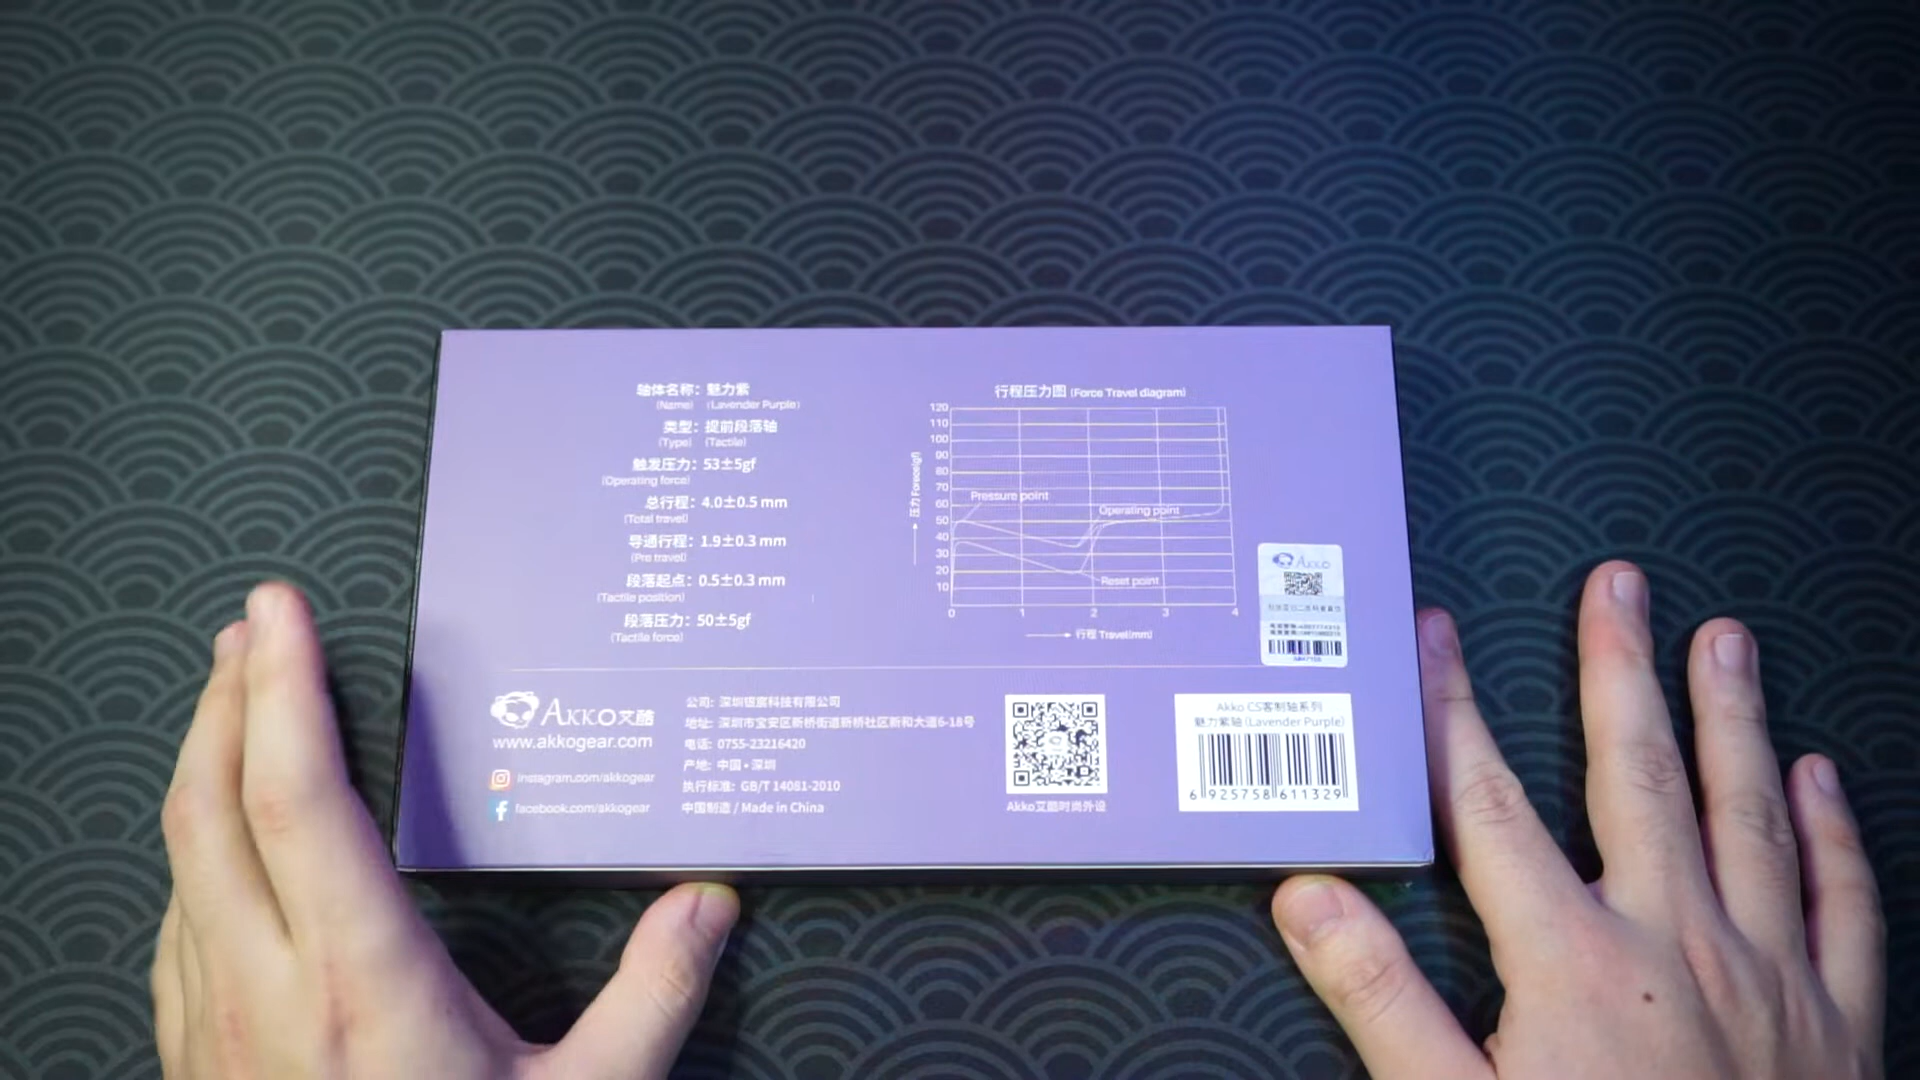 轴体名称: 魅力紫
(Name) (Lavender Purple)
类型: 提前段落轴
(Type) (Tactile)
触发压力: 53±5gf
(Operating force)
总行程: 4.0±0.5 mm
(Total travel)
导通行程: 1.9±0.3 mm
(Pre travel)
段落起点: 0.5±0.3 mm
(Tactile position)
段落压力: 50±5gf
(Tactile force)
行程压力图 (Force Travel diagram)
120
110
100
90
80
70
60
50
40
30
20
10
0 1 2 3 4
压力 Force(gf)
Pressure point
Operating point
Reset point
行程 Travel(mm)
AKKO
AKKO艾酷
www.akkogear.com
instagram.com/akkogear
facebook.com/akkogear
公司: 深圳银宸科技有限公司
地址: 深圳市宝安区新桥街道新桥社区新和大道6-18号
电话: 0755-23216420
产地: 中国•深圳
执行标准: GB/T 14081-2010
中国制造 / Made in China
Akko艾酷时尚外设
Akko CS客制轴系列
魅力紫轴 (Lavender Purple)
6 925758 611329